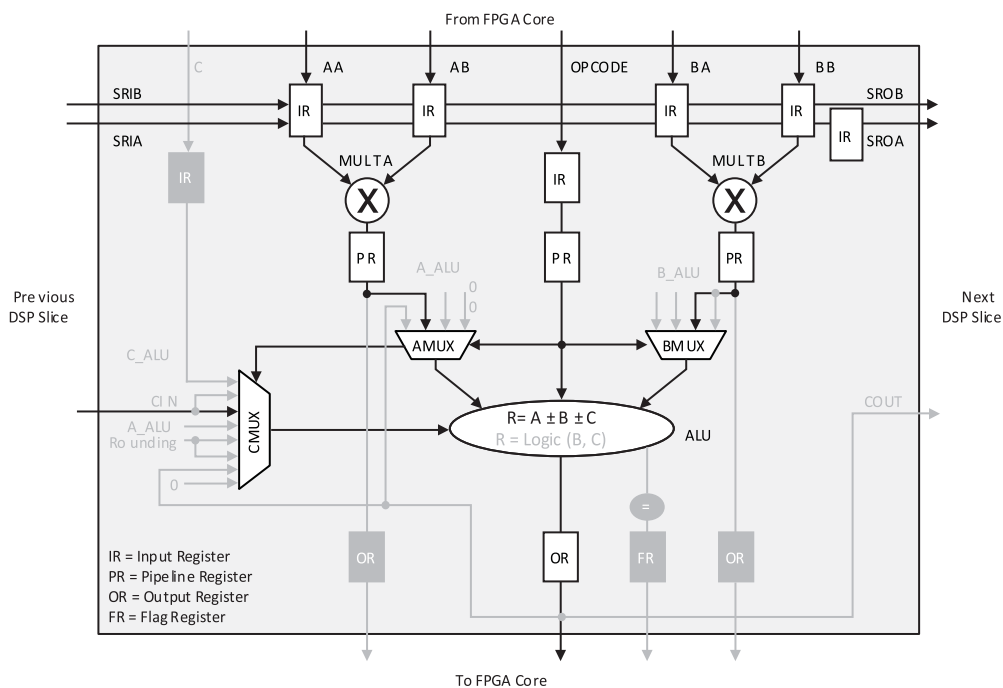 From FPGA Core
C
AA
AB
OPCODE
BA
BB
SRIB
SROB
IR
IR
IR
IR
SRIA
IR
SROA
IR
MULTA
IR
MULTB
X
X
PR
PR
PR
A_ALU
B_ALU
0
0
Previous
DSP Slice
Next
DSP Slice
AMUX
BMUX
C_ALU
CIN
COUT
A_ALU
Rounding
CMUX
R= A ± B ± C
R = Logic (B, C)
ALU
0
=
OR
OR
FR
OR
IR = Input Register
PR = Pipeline Register
OR = Output Register
FR = Flag Register
To FPGA Core